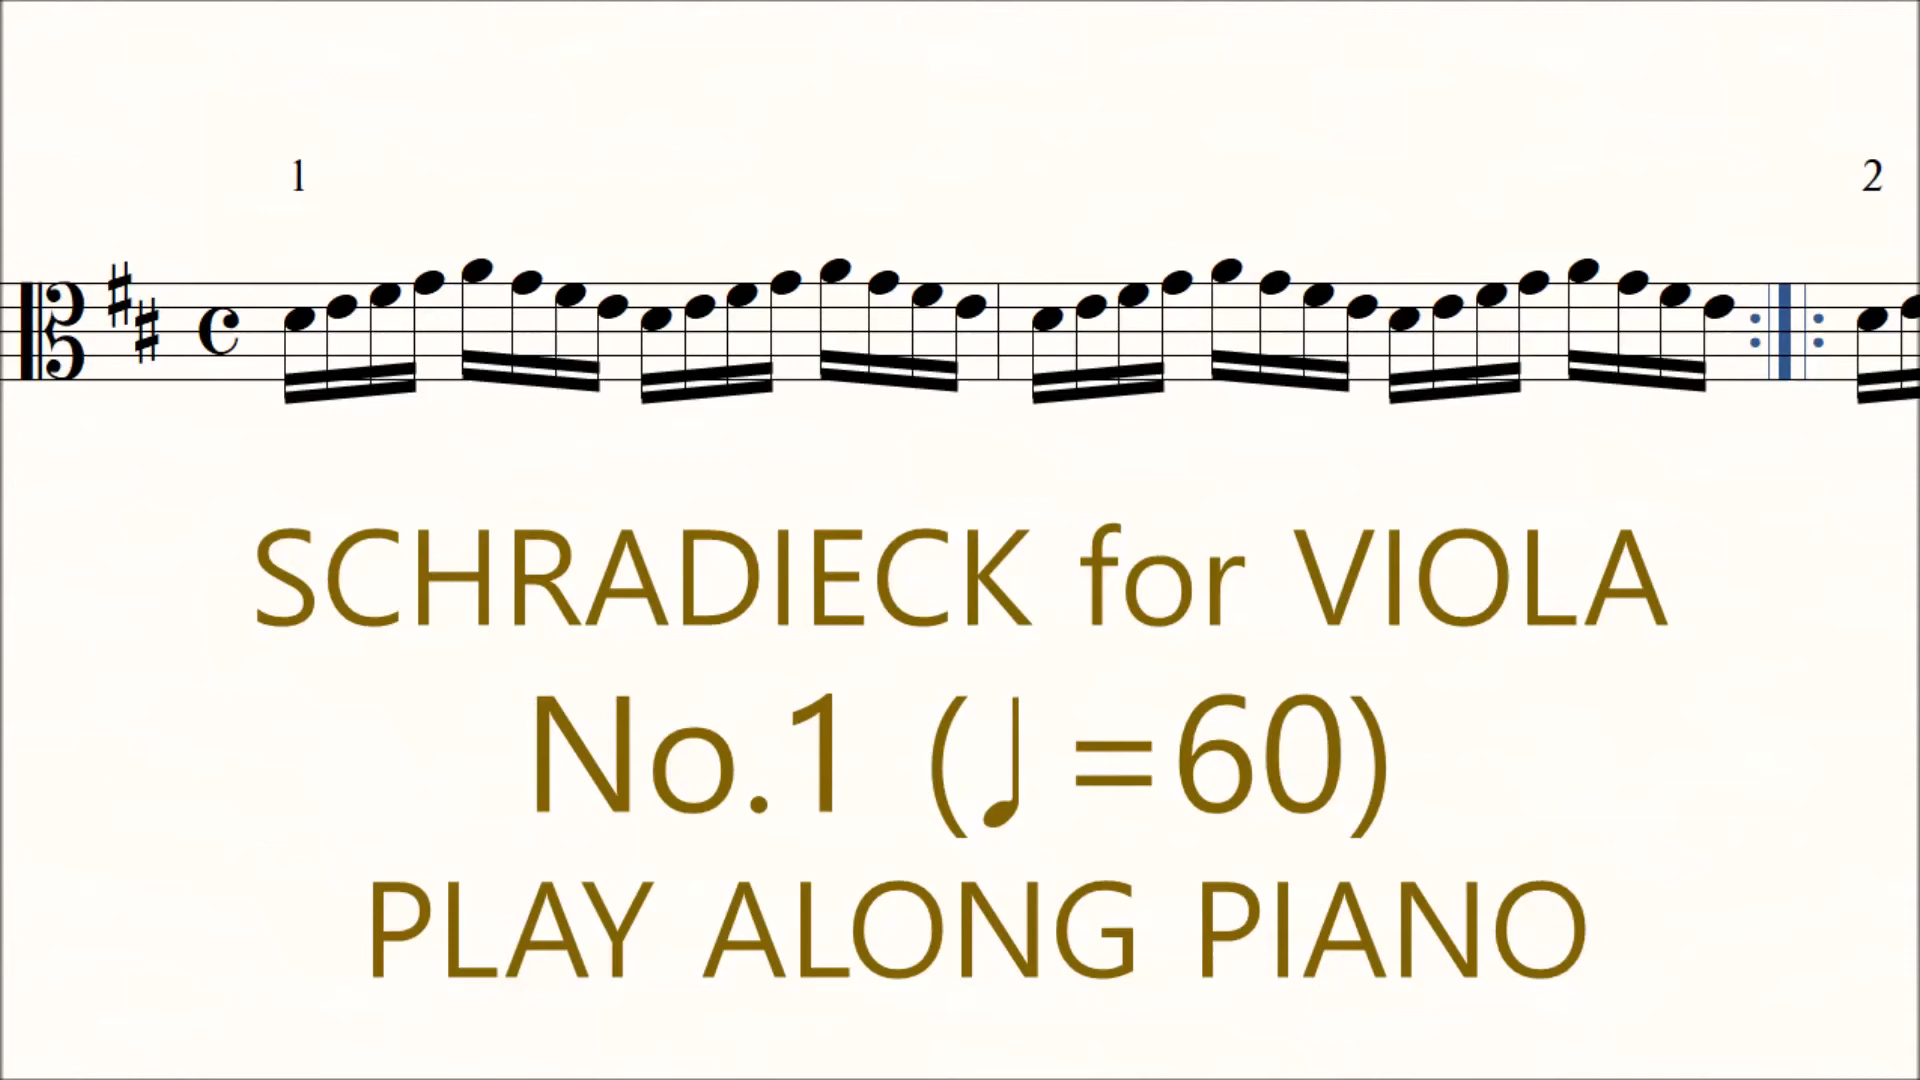 1 2
SCHRADIECK for VIOLA
No.1 (♩=60)
PLAY ALONG PIANO